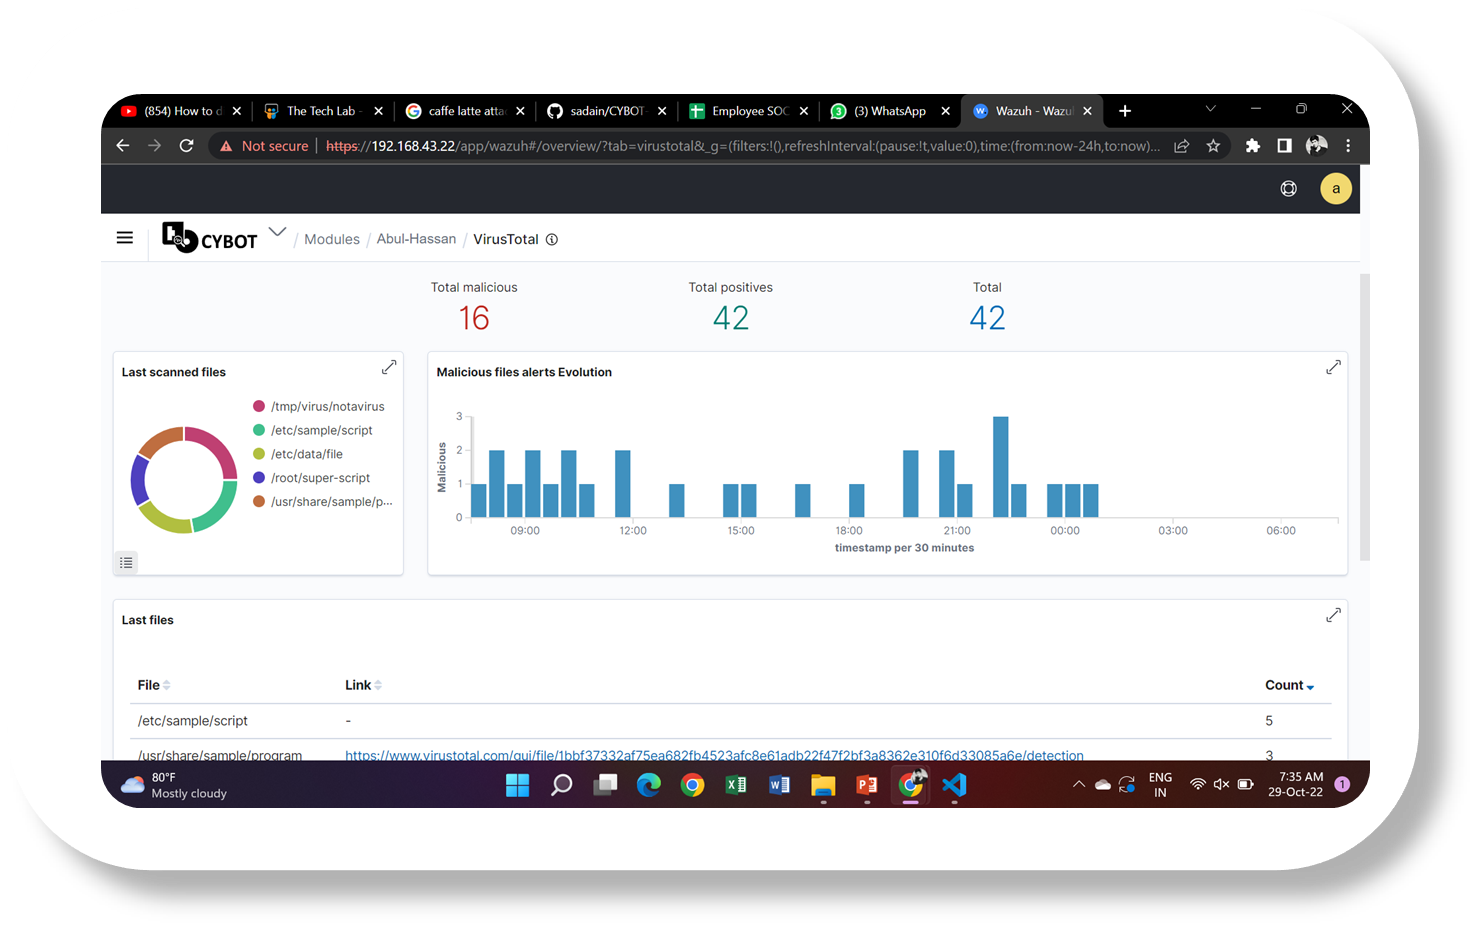 (854) How to d
The Tech Lab -
caffe latte atta
sadain/CYBOT-
Employee SOC
(3) WhatsApp
Wazuh - Wazu
Not secure | https://192.168.43.22/app/wazuh#/overview/?tab=virustotal&_g=(filters:!(),refreshInterval:(pause:!t,value:0),time:(from:now-24h,to:now)...
a
CYBOT / Modules / Abul-Hassan / VirusTotal
Total malicious
16
Total positives
42
Total
42
Last scanned files
/tmp/virus/notavirus
/etc/sample/script
/etc/data/file
/root/super-script
/usr/share/sample/p...
Malicious files alerts Evolution
Malicious
3
2
1
0
09:00 12:00 15:00 18:00 21:00 00:00 03:00 06:00
timestamp per 30 minutes
Last files
File Link Count
/etc/sample/script - 5
/usr/share/sample/program https://www.virustotal.com/gui/file/1bbf37332af75ea682fb4523afc8e61adb22f47f2bf3a8362e310f6d33085a6e/detection 3
80°F
Mostly cloudy
ENG
IN
7:35 AM
29-Oct-22
1